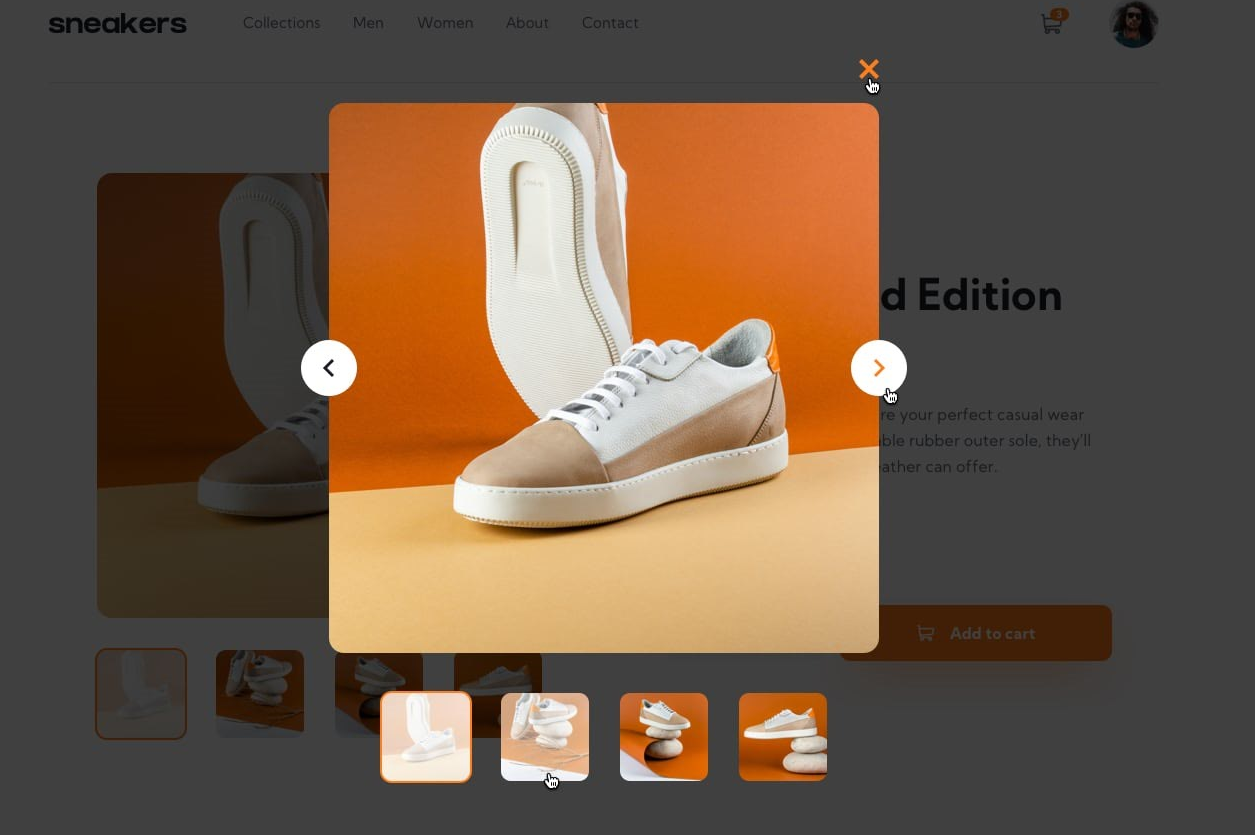 sneakers
Collections Men Women About Contact
3
d Edition
re your perfect casual wear
ble rubber outer sole, they'll
eather can offer.
Add to cart